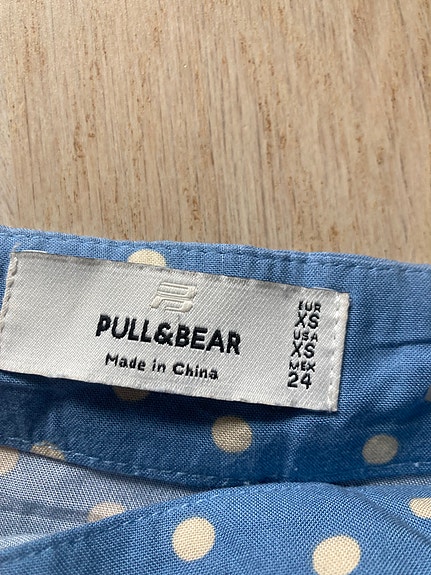 PULL&BEAR
Made in China
EUR
XS
USA
XS
MEX
24